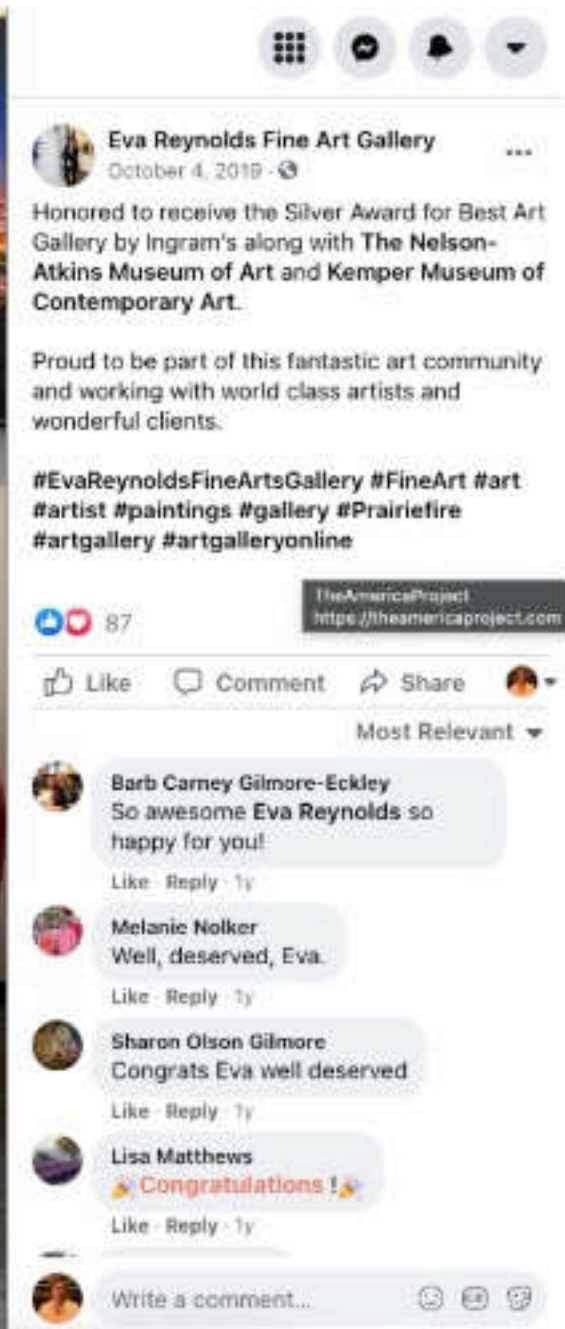 Eva Reynolds Fine Art Gallery
October 4, 2019
Honored to receive the Silver Award for Best Art
Gallery by Ingram's along with The Nelson-
Atkins Museum of Art and Kemper Museum of
Contemporary Art.
Proud to be part of this fantastic art community
and working with world class artists and
wonderful clients.
#EvaReynoldsFineArtsGallery #FineArt #art
#artist #paintings #gallery #Prairiefire
#artgallery #artgalleryonline
TheAmericaProject
https://theamericaproject.com
87
Like Comment Share
Most Relevant
Barb Carney Gilmore-Eckley
So awesome Eva Reynolds so
happy for you!
Like · Reply · 1y
Melanie Nolker
Well, deserved, Eva.
Like · Reply · 1y
Sharon Olson Gilmore
Congrats Eva well deserved
Like · Reply · 1y
Lisa Matthews
🎉Congratulations !🎉
Like · Reply · 1y
Write a comment...